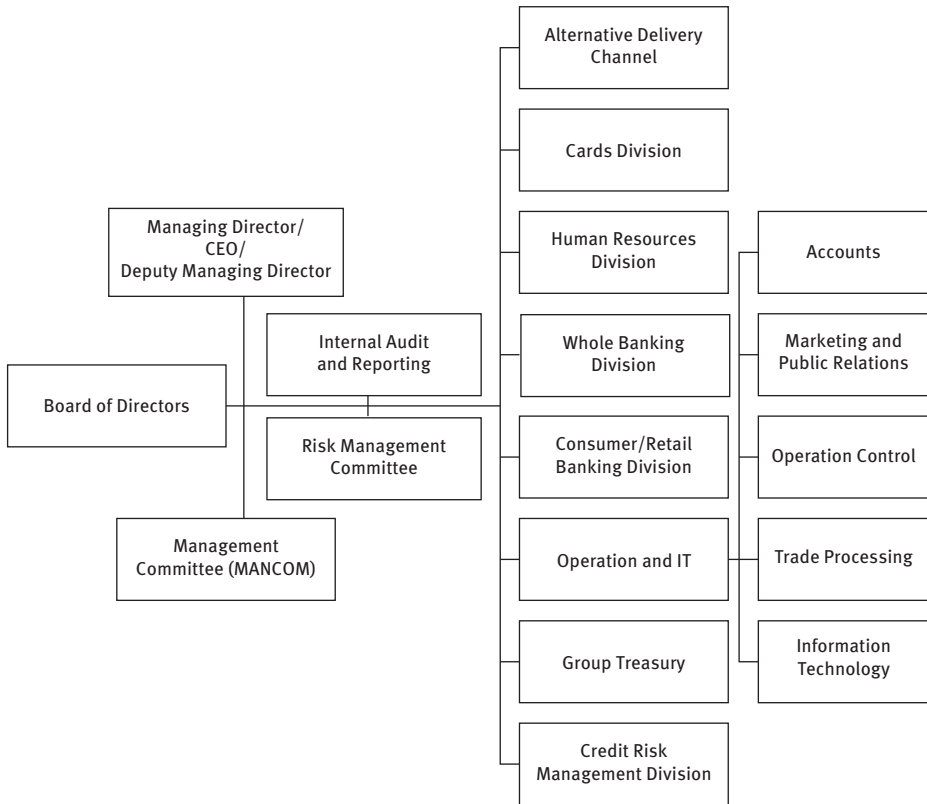 Board of Directors
Managing Director/
CEO/
Deputy Managing Director
Management
Committee (MANCOM)
Internal Audit
and Reporting
Risk Management
Committee
Alternative Delivery
Channel
Cards Division
Human Resources
Division
Whole Banking
Division
Consumer/Retail
Banking Division
Operation and IT
Group Treasury
Credit Risk
Management Division
Accounts
Marketing and
Public Relations
Operation Control
Trade Processing
Information
Technology